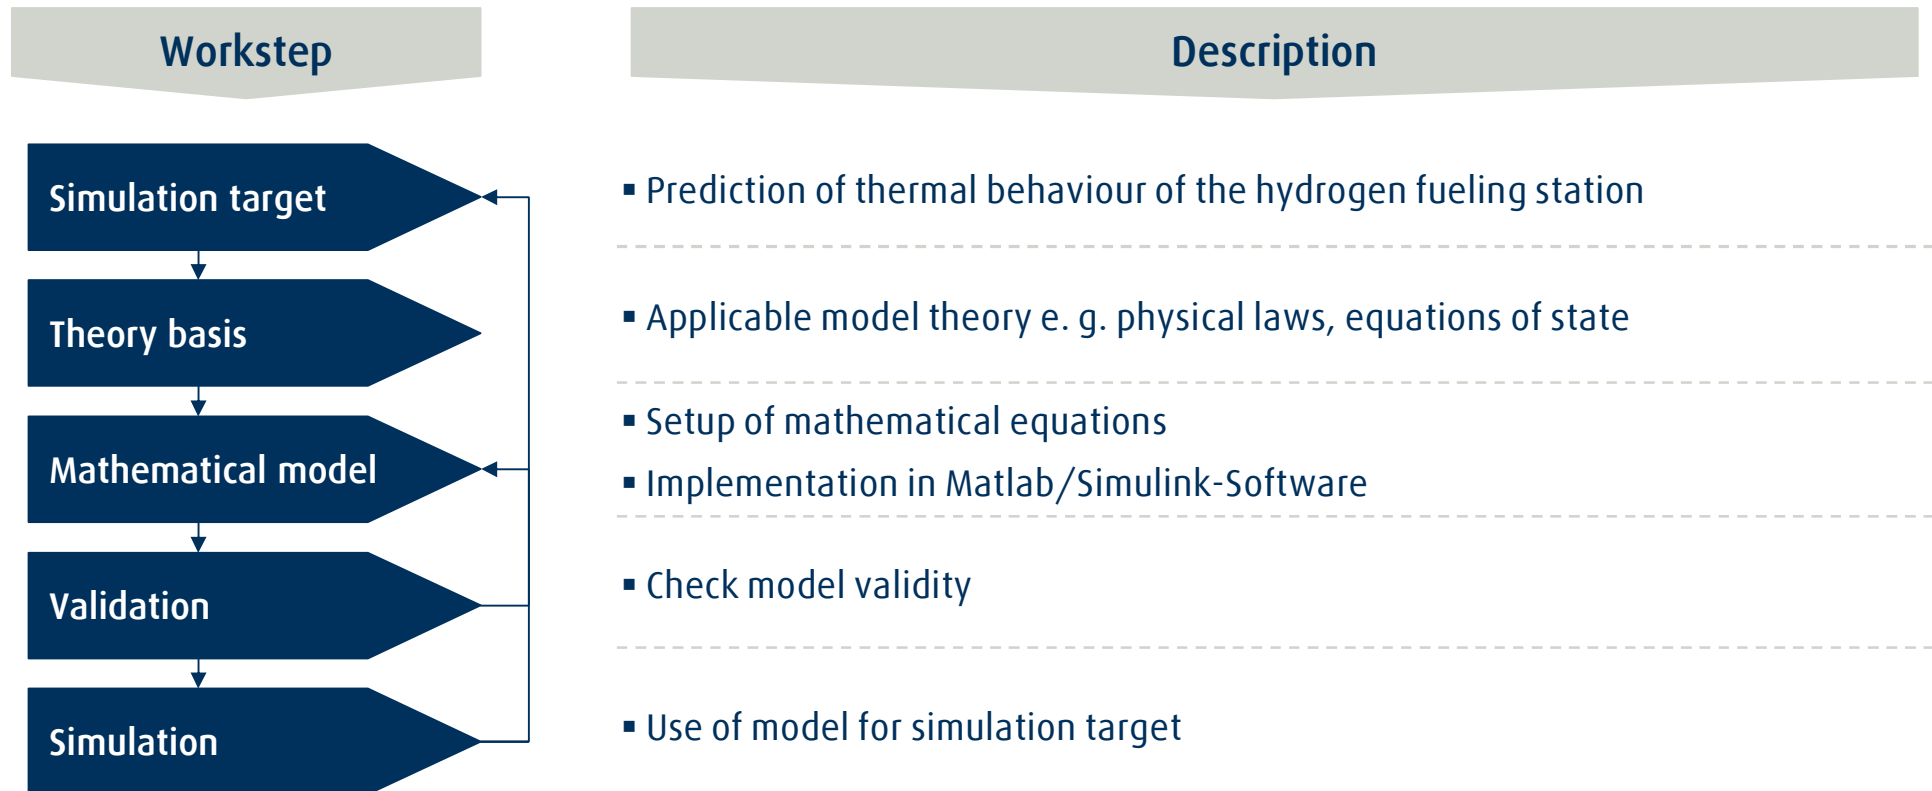 Workstep
Description
Simulation target
▪ Prediction of thermal behaviour of the hydrogen fueling station
Theory basis
▪ Applicable model theory e. g. physical laws, equations of state
Mathematical model
▪ Setup of mathematical equations
▪ Implementation in Matlab/Simulink-Software
Validation
▪ Check model validity
Simulation
▪ Use of model for simulation target